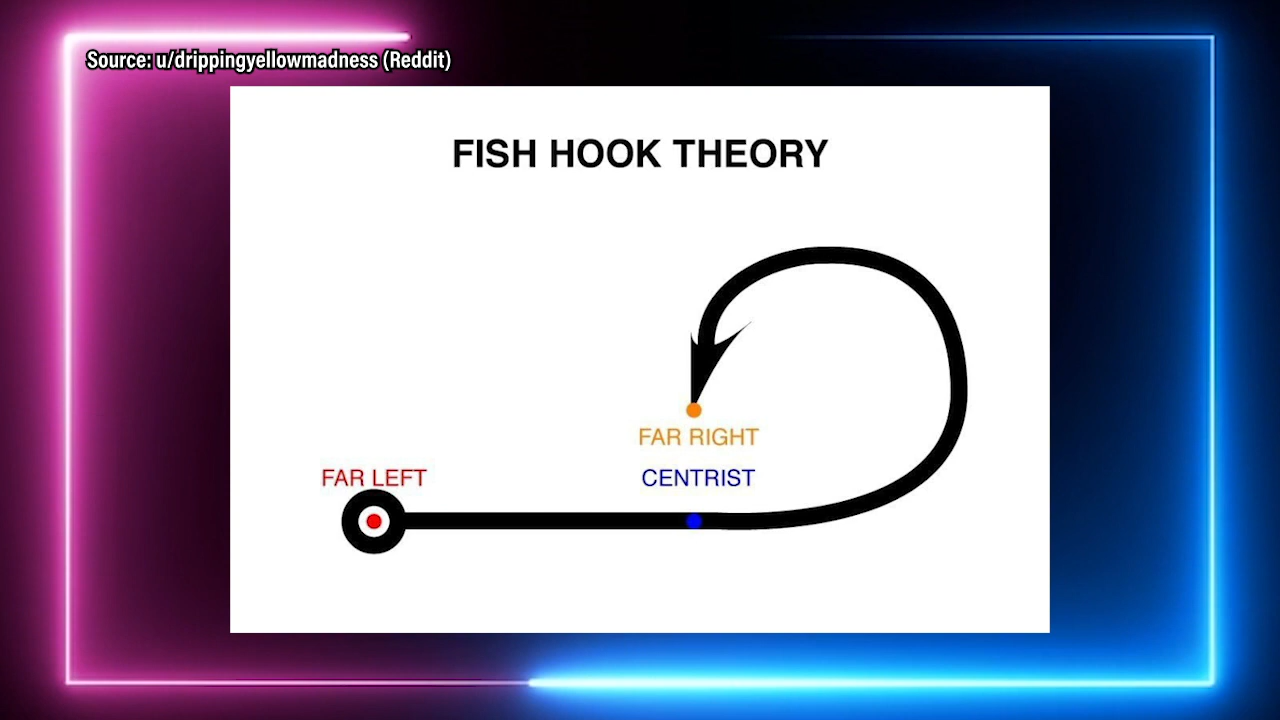 Source: u/drippingyellowmadness (Reddit)
FISH HOOK THEORY
FAR RIGHT
FAR LEFT
CENTRIST